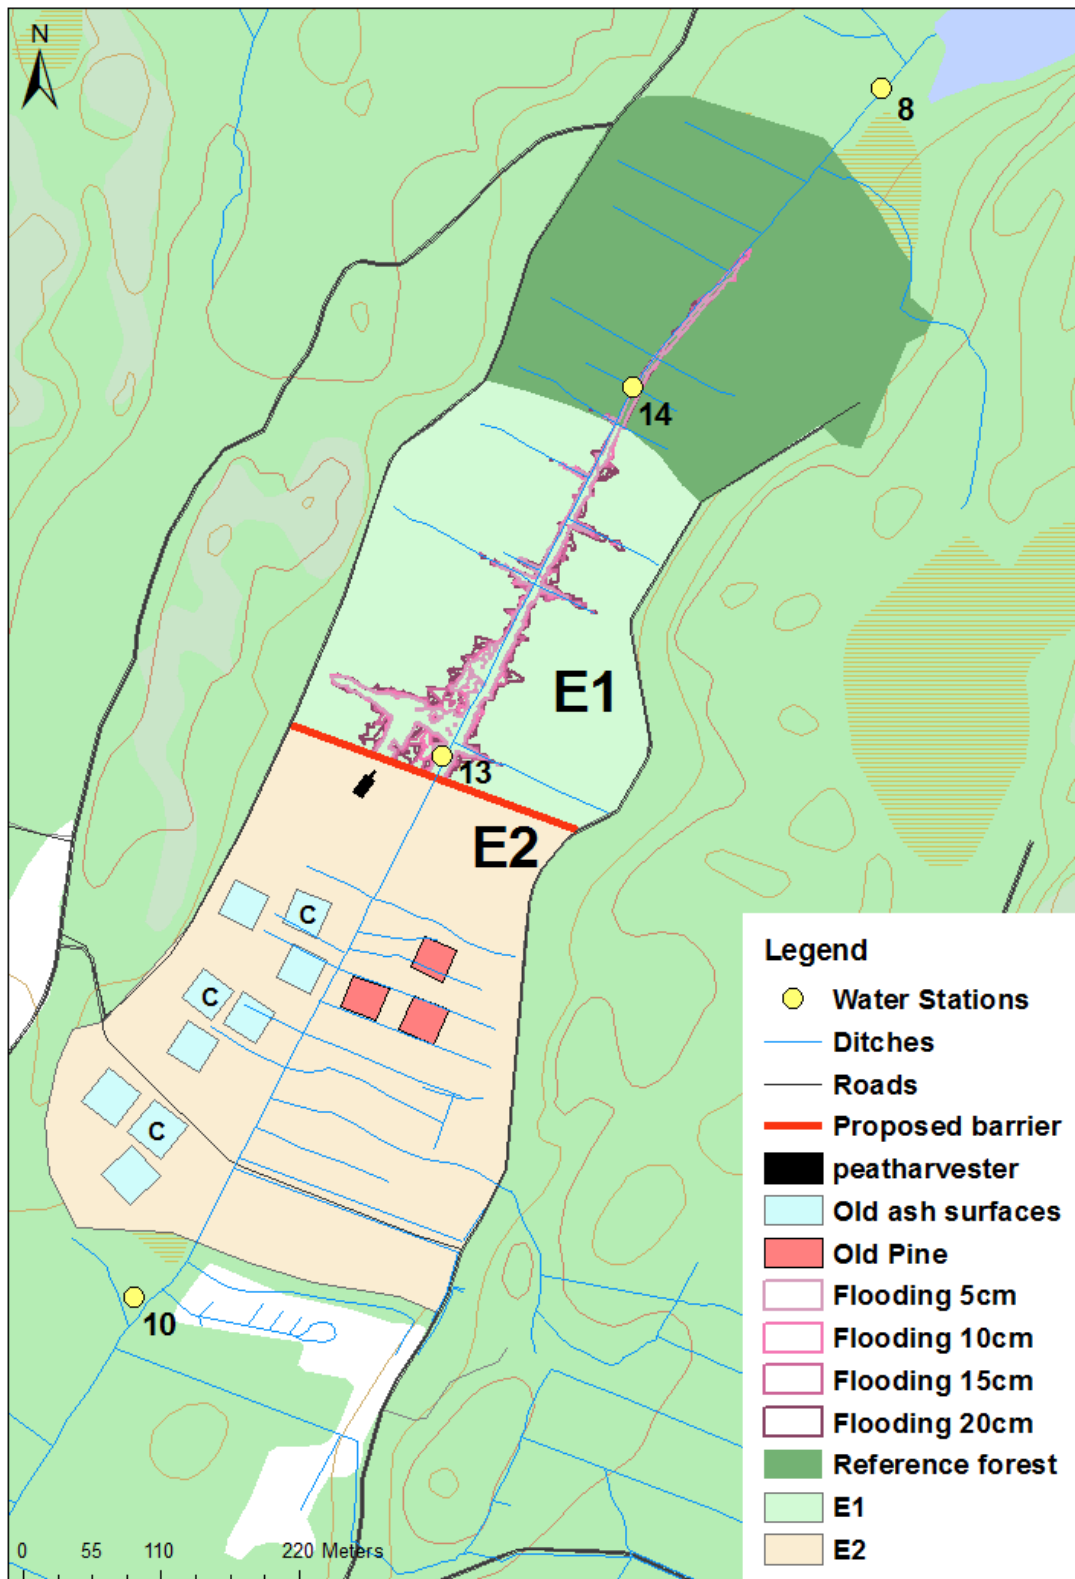 N
8
14
E1
13
E2
C
C
C
10
Legend
Water Stations
Ditches
Roads
Proposed barrier
peatharvester
Old ash surfaces
Old Pine
Flooding 5cm
Flooding 10cm
Flooding 15cm
Flooding 20cm
Reference forest
E1
E2
0 55 110 220 Meters